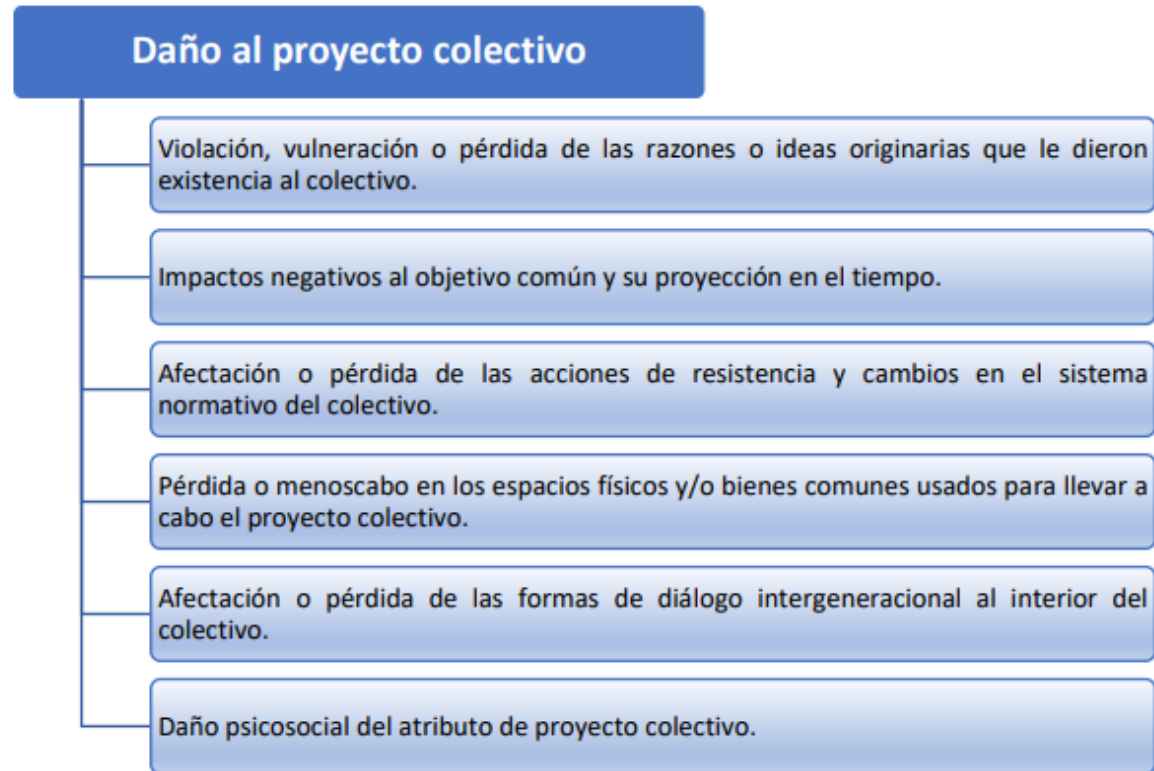 Daño al proyecto colectivo
Violación, vulneración o pérdida de las razones o ideas originarias que le dieron
existencia al colectivo.
Impactos negativos al objetivo común y su proyección en el tiempo.
Afectación o pérdida de las acciones de resistencia y cambios en el sistema
normativo del colectivo.
Pérdida o menoscabo en los espacios físicos y/o bienes comunes usados para llevar a
cabo el proyecto colectivo.
Afectación o pérdida de las formas de diálogo intergeneracional al interior del
colectivo.
Daño psicosocial del atributo de proyecto colectivo.